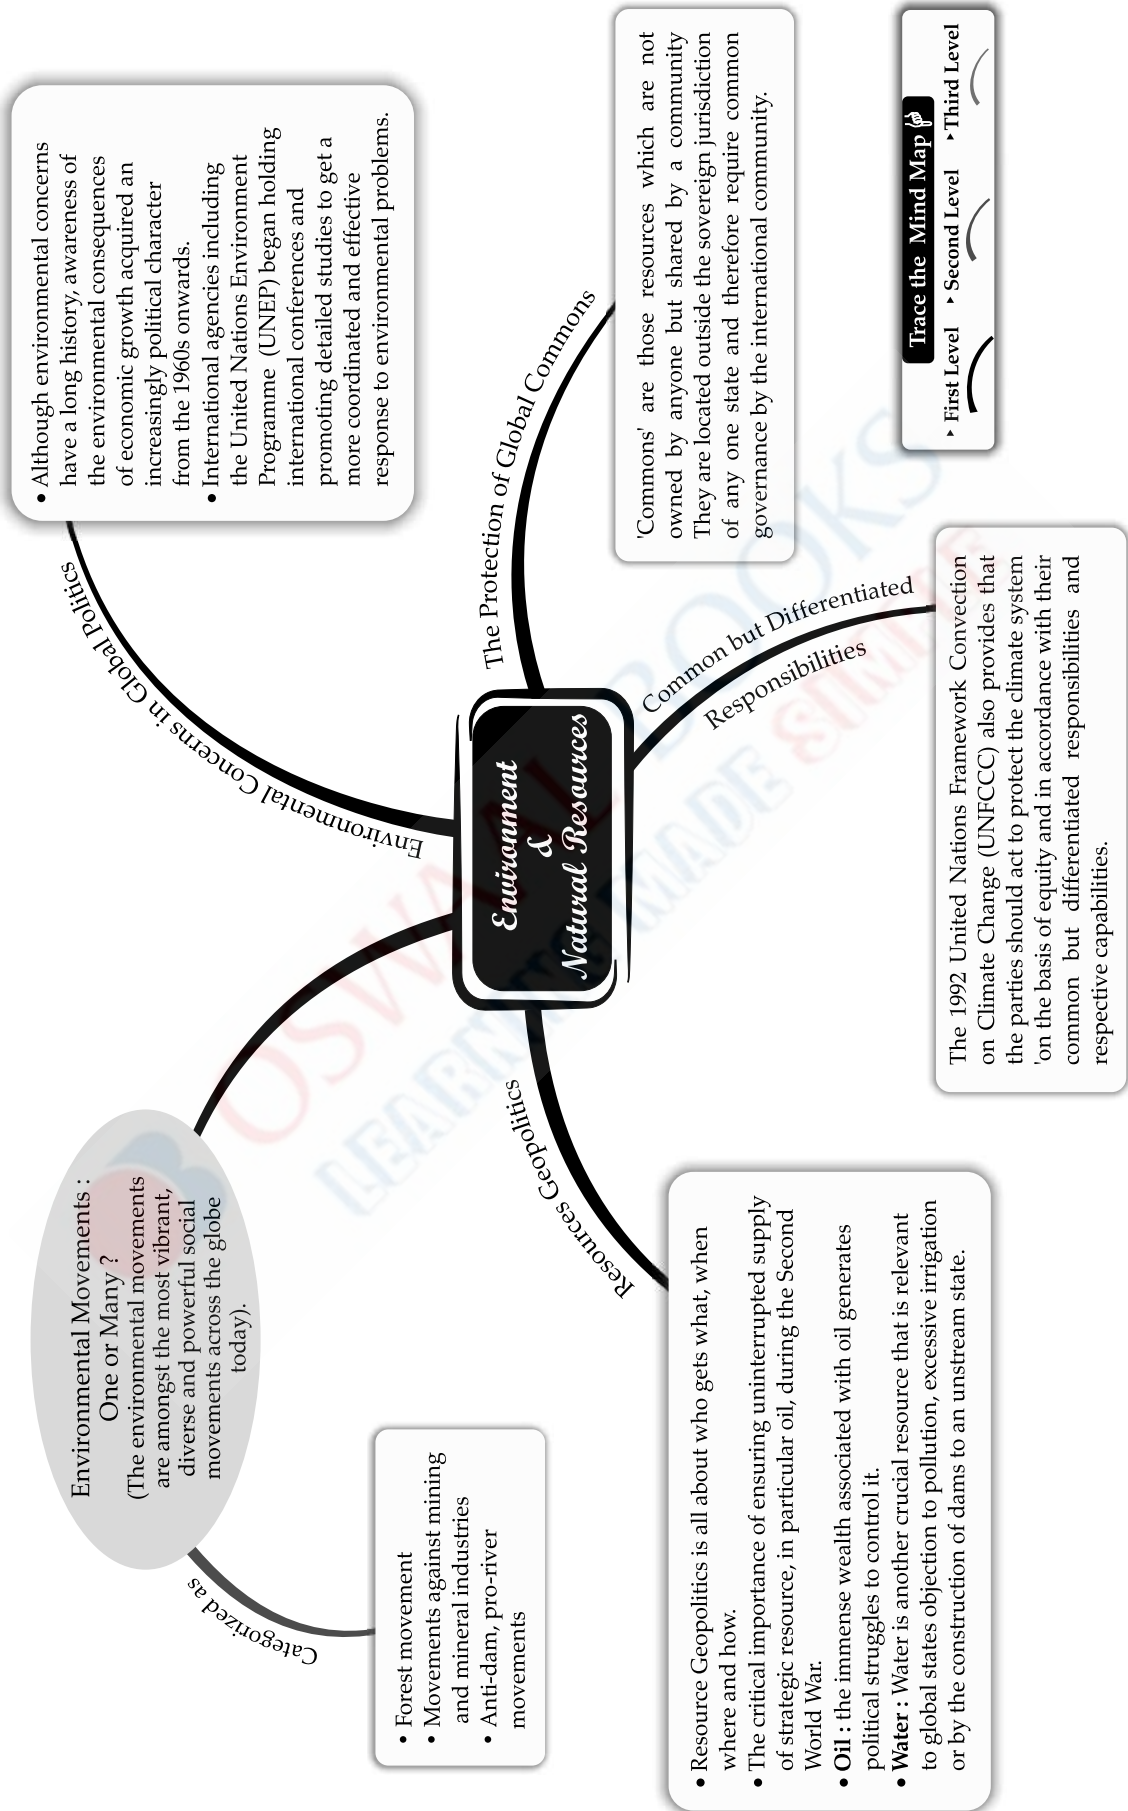 Environment
&
Natural Resources
Environmental Concerns in Global Politics
• Although environmental concerns
have a long history, awareness of
the environmental consequences
of economic growth acquired an
increasingly political character
from the 1960s onwards.
• International agencies including
the United Nations Environment
Programme (UNEP) began holding
international conferences and
promoting detailed studies to get a
more coordinated and effective
response to environmental problems.
The Protection of Global Commons
'Commons' are those resources which are not
owned by anyone but shared by a community
They are located outside the sovereign jurisdiction
of any one state and therefore require common
governance by the international community.
Common but Differentiated
Responsibilities
The 1992 United Nations Framework Convection
on Climate Change (UNFCCC) also provides that
the parties should act to protect the climate system
'on the basis of equity and in accordance with their
common but differentiated responsibilities and
respective capabilities.
Resources Geopolitics
• Resource Geopolitics is all about who gets what, when
where and how.
• The critical importance of ensuring uninterrupted supply
of strategic resource, in particular oil, during the Second
World War.
• Oil : the immense wealth associated with oil generates
political struggles to control it.
• Water : Water is another crucial resource that is relevant
to global states objection to pollution, excessive irrigation
or by the construction of dams to an unstream state.
Environmental Movements :
One or Many ?
(The environmental movements
are amongst the most vibrant,
diverse and powerful social
movements across the globe
today).
Categorized as
• Forest movement
• Movements against mining
and mineral industries
• Anti-dam, pro-river
movements
Trace the Mind Map
▸ First Level ▸ Second Level ▸ Third Level
OSWAAL BOOKS
LEARNING MADE SIMPLE